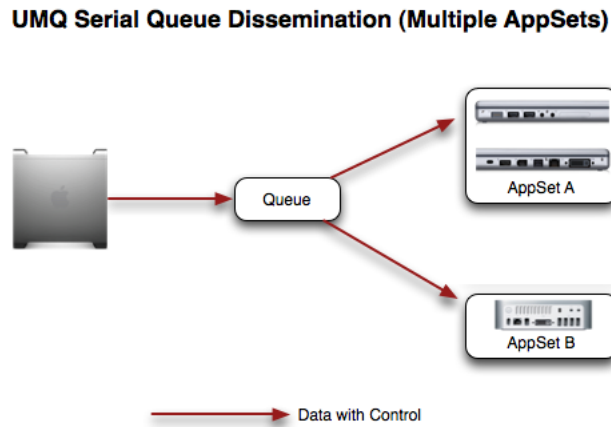 UMQ Serial Queue Dissemination (Multiple AppSets)
Queue
AppSet A
AppSet B
Data with Control